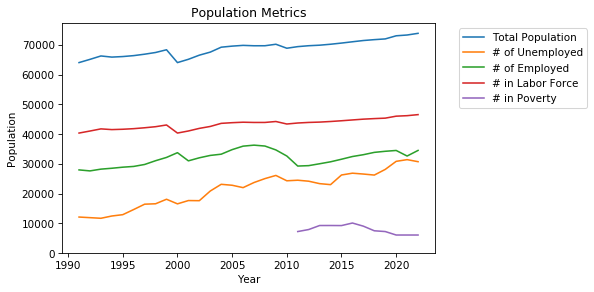 Population Metrics
Population
70000
60000
50000
40000
30000
20000
10000
0
1990
1995
2000
2005
2010
2015
2020
Year
Total Population
# of Unemployed
# of Employed
# in Labor Force
# in Poverty